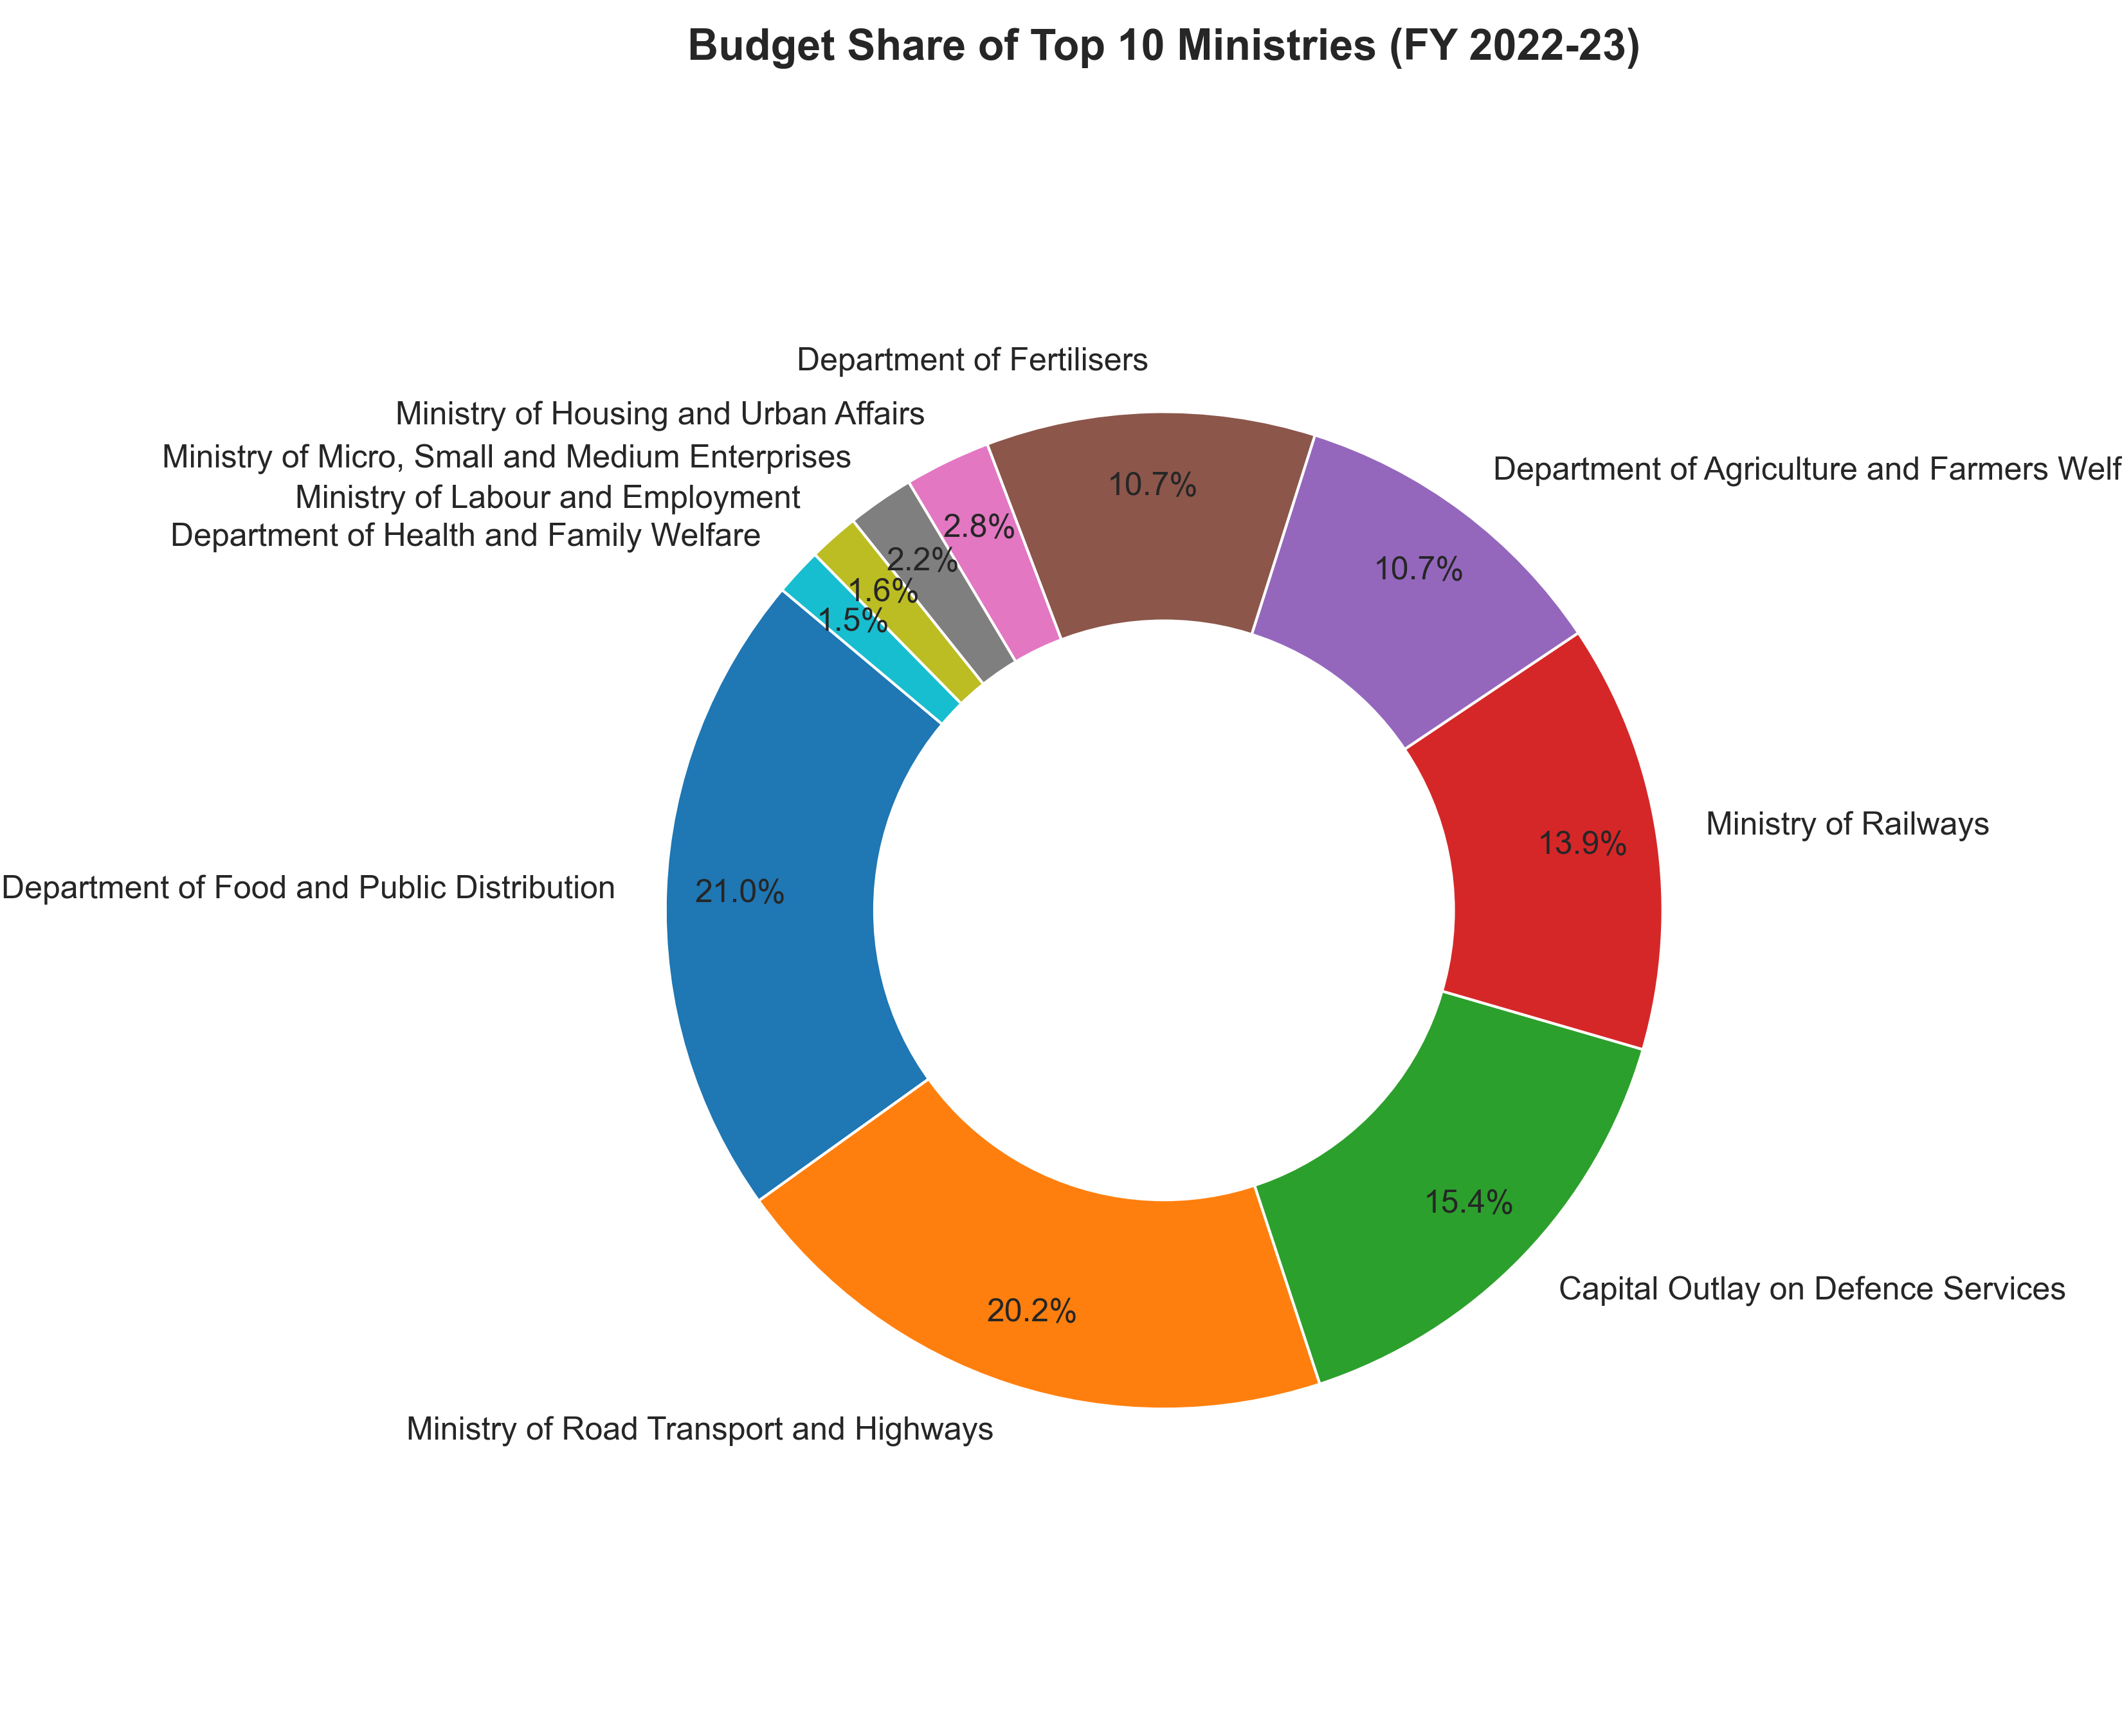 Budget Share of Top 10 Ministries (FY 2022-23)
Department of Fertilisers
Ministry of Housing and Urban Affairs
Ministry of Micro, Small and Medium Enterprises
Ministry of Labour and Employment
Department of Health and Family Welfare
Department of Agriculture and Farmers Welf
10.7%
2.8%
2.2%
1.6%
1.5%
10.7%
Ministry of Railways
13.9%
Department of Food and Public Distribution
21.0%
15.4%
Capital Outlay on Defence Services
20.2%
Ministry of Road Transport and Highways